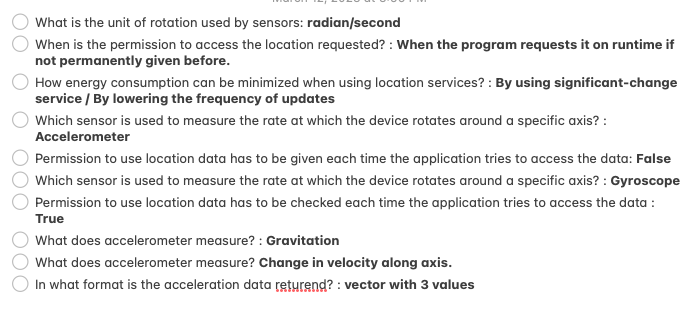 What is the unit of rotation used by sensors: radian/second
When is the permission to access the location requested? : When the program requests it on runtime if
not permanently given before.
How energy consumption can be minimized when using location services? : By using significant-change
service / By lowering the frequency of updates
Which sensor is used to measure the rate at which the device rotates around a specific axis? :
Accelerometer
Permission to use location data has to be given each time the application tries to access the data: False
Which sensor is used to measure the rate at which the device rotates around a specific axis? : Gyroscope
Permission to use location data has to be checked each time the application tries to access the data :
True
What does accelerometer measure? : Gravitation
What does accelerometer measure? Change in velocity along axis.
In what format is the acceleration data returend? : vector with 3 values